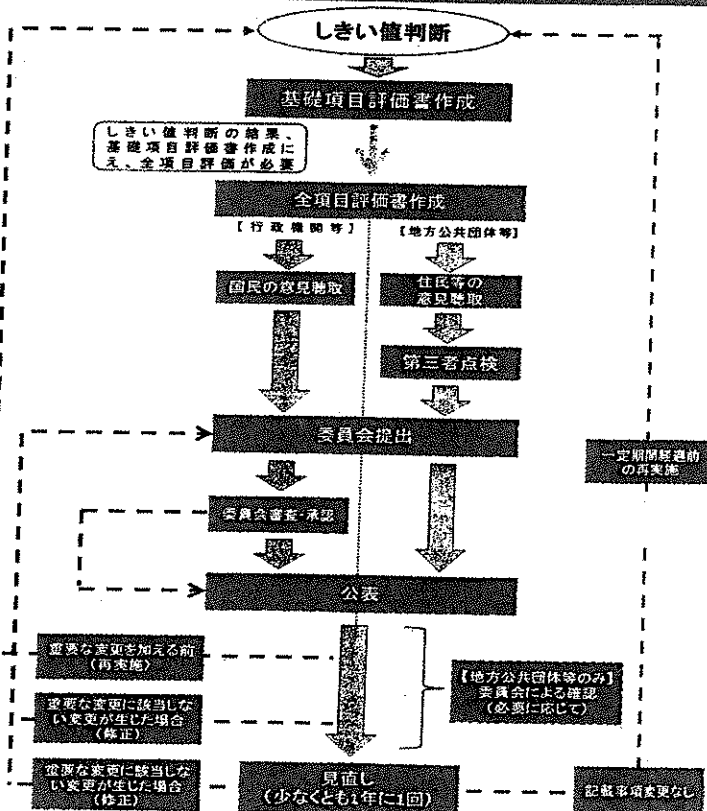 しきい値判断
基礎項目評価書作成
しきい値判断の結果、
基礎項目評価書作成に
え、全項目評価が必要
全項目評価書作成
【行政機関等】
【地方公共団体等】
国民の意見聴取
住民等の
意見聴取
第三者点検
委員会提出
一定期間経過前
の再実施
委員会審査・承認
公表
重要な変更を加える前
(再実施)
【地方公共団体等のみ】
委員会による確認
(必要に応じて)
重要な変更に該当しな
い変更が生じた場合
(修正)
重要な変更に該当しな
い変更が生じた場合
(修正)
見直し
(少なくとも1年に1回)
記載事項変更なし